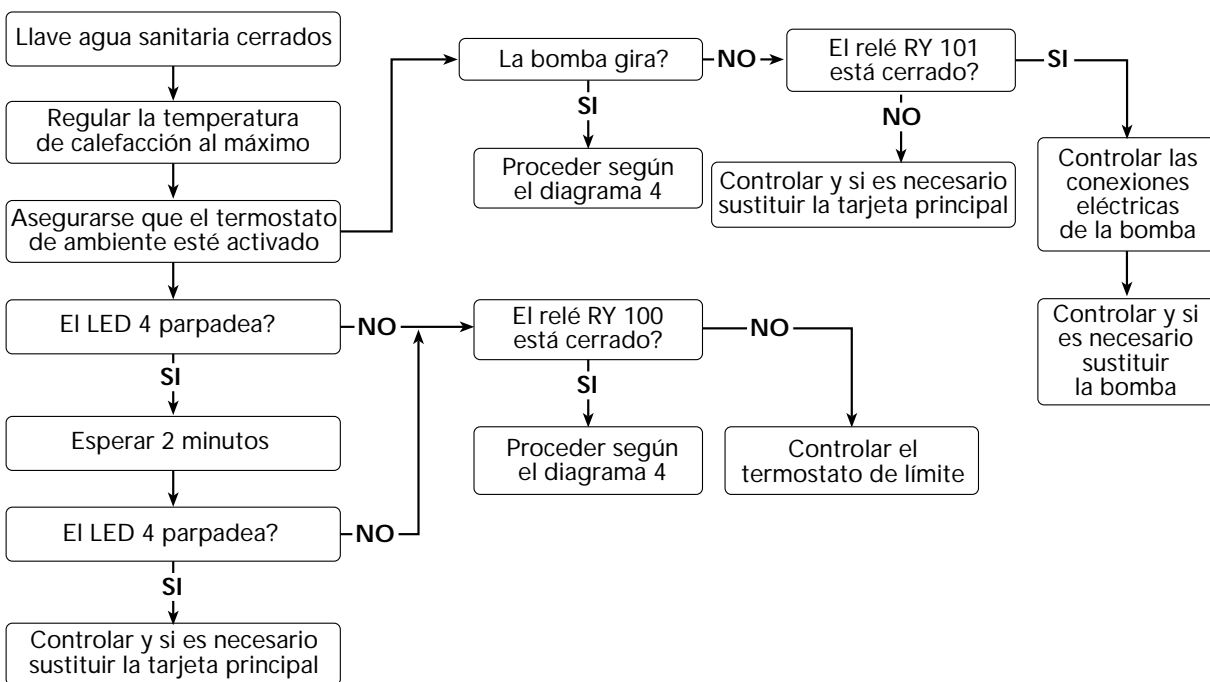 Llave agua sanitaria cerrados
Regular la temperatura
de calefacción al máximo
Asegurarse que el termostato
de ambiente esté activado
La bomba gira?
NO
El relé RY 101
está cerrado?
SI
SI
NO
Proceder según
el diagrama 4
Controlar y si es necesario
sustituir la tarjeta principal
Controlar las
conexiones
eléctricas
de la bomba
Controlar y si
es necesario
sustituir
la bomba
El LED 4 parpadea?
NO
El relé RY 100
está cerrado?
NO
SI
SI
Esperar 2 minutos
Proceder según
el diagrama 4
Controlar el
termostato de límite
El LED 4 parpadea?
NO
SI
Controlar y si es necesario
sustituir la tarjeta principal